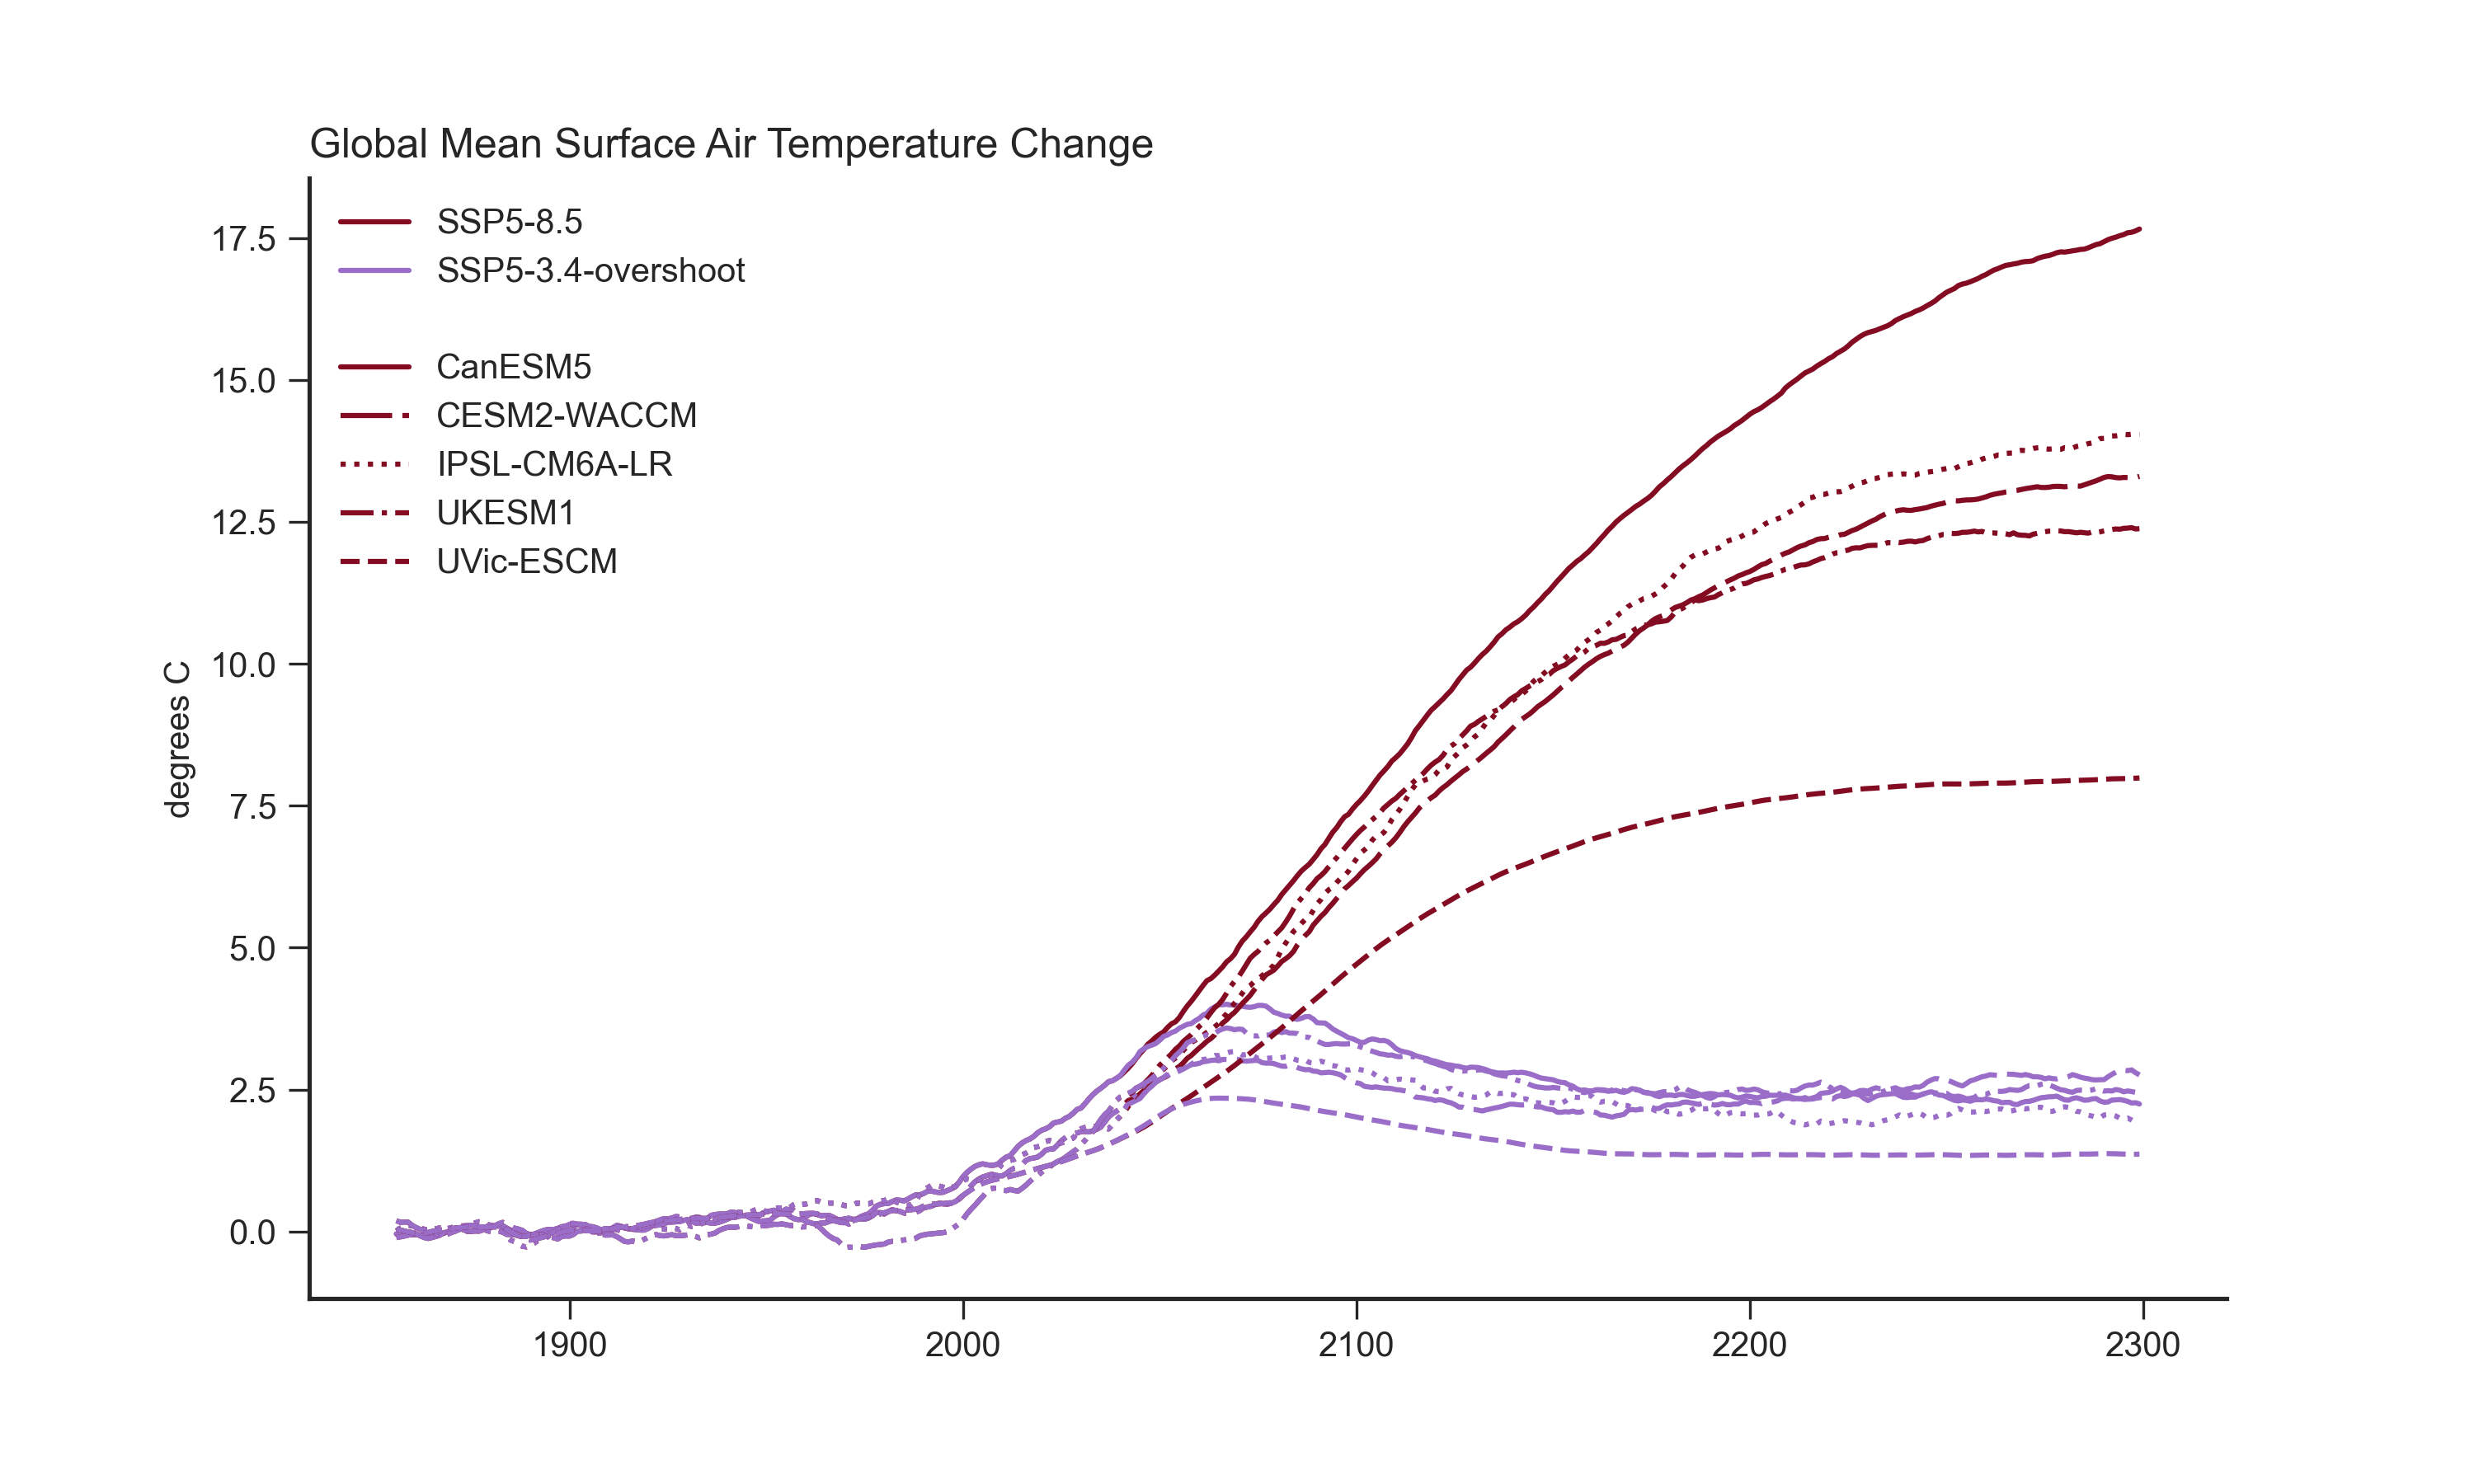 Global Mean Surface Air Temperature Change
SSP5-8.5
SSP5-3.4-overshoot
CanESM5
CESM2-WACCM
IPSL-CM6A-LR
UKESM1
UVic-ESCM
degrees C
17.5
15.0
12.5
10.0
7.5
5.0
2.5
0.0
1900
2000
2100
2200
2300